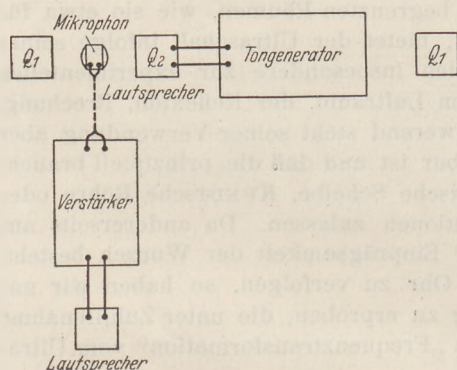 Mikrophon
Q1
Q2
Tongenerator
Q1
Lautsprecher
Verstärker
Lautsprecher